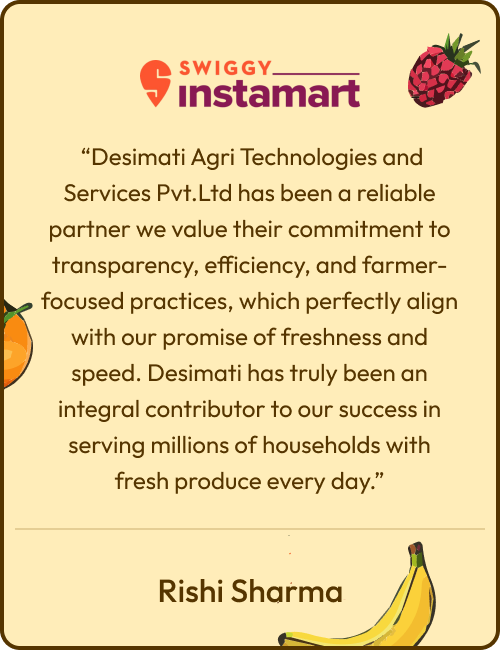 SWIGGY
instamart
“Desimati Agri Technologies and
Services Pvt.Ltd has been a reliable
partner we value their commitment to
transparency, efficiency, and farmer-
focused practices, which perfectly align
with our promise of freshness and
speed. Desimati has truly been an
integral contributor to our success in
serving millions of households with
fresh produce every day.”
Rishi Sharma